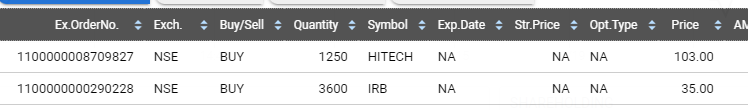 Ex.OrderNo. Exch. Buy/Sell Quantity Symbol Exp.Date Str.Price Opt.Type Price AM
1100000008709827 NSE BUY 1250 HITECH NA NA NA 103.00
1100000000290228 NSE BUY 3600 IRB NA NA NA 35.00